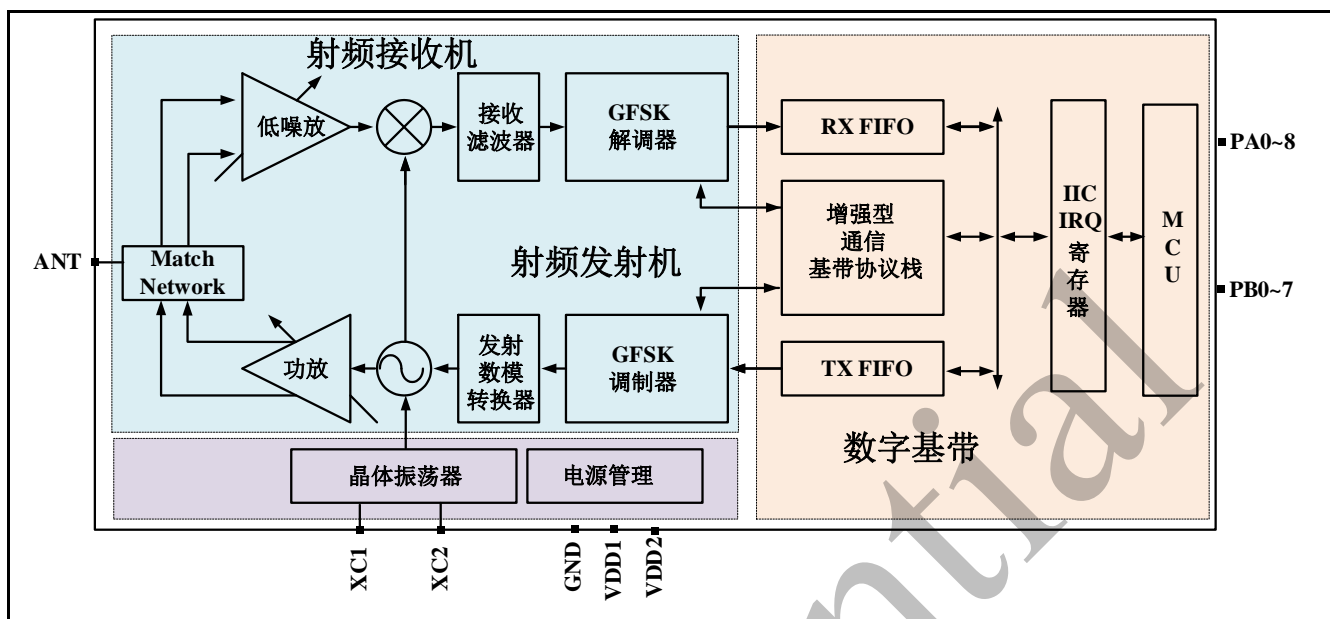 射频接收机
低噪放
接收
滤波器
GFSK
解调器
RX FIFO
PA0~8
增强型
通信
基带协议栈
IIC
IRQ
寄
存
器
M
C
U
ANT
Match
Network
射频发射机
PB0~7
功放
发射
数模
转换器
GFSK
调制器
TX FIFO
数字基带
晶体振荡器
电源管理
XC1
XC2
GND
VDD1
VDD2
ntial